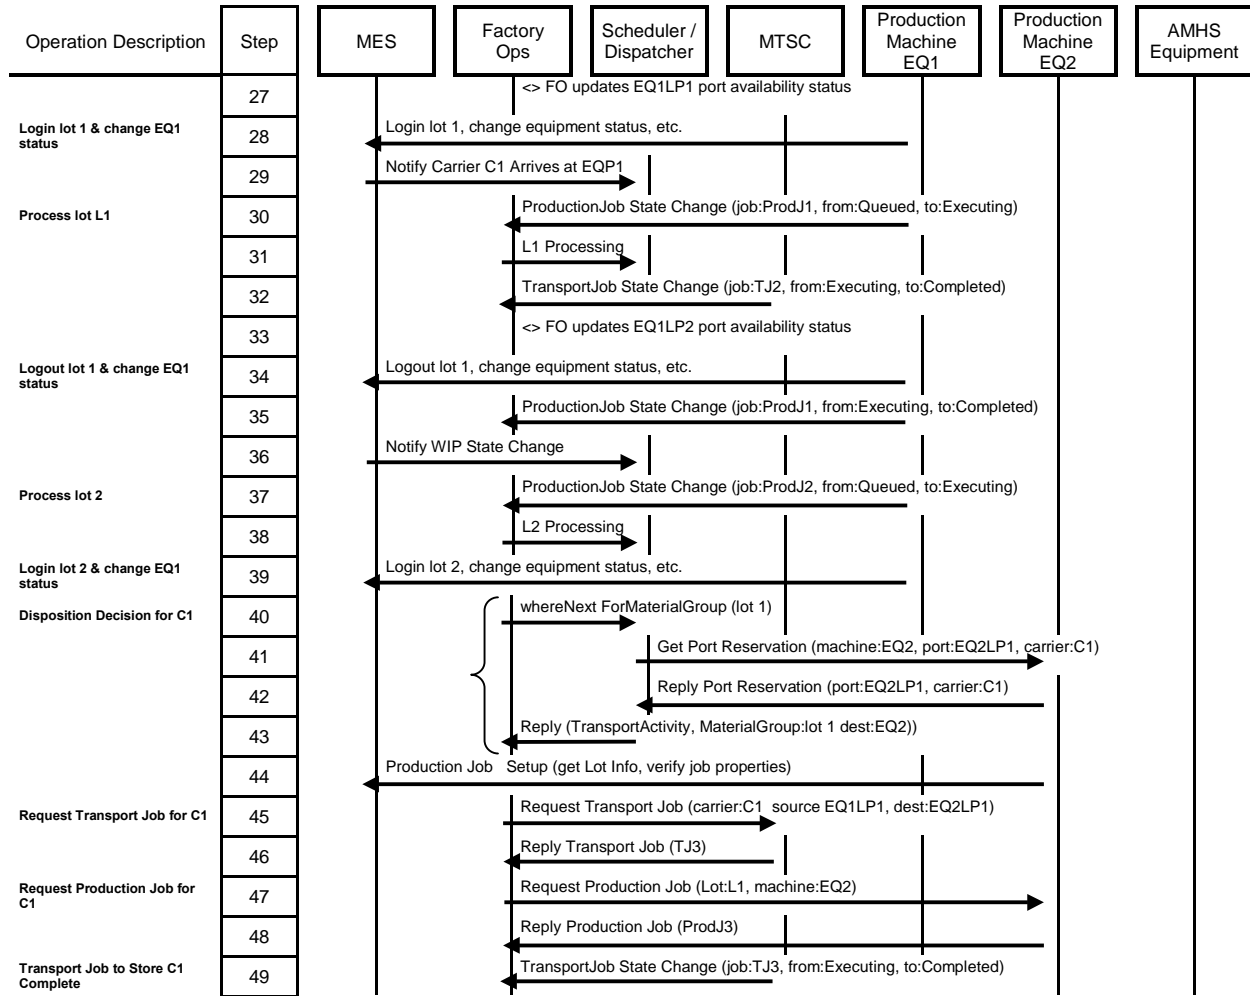 Operation Description
Step
MES
Factory
Ops
Scheduler /
Dispatcher
MTSC
Production
Machine
EQ1
Production
Machine
EQ2
AMHS
Equipment
27
<> FO updates EQ1LP1 port availability status
Login lot 1 & change EQ1
status
28
Login lot 1, change equipment status, etc.
29
Notify Carrier C1 Arrives at EQP1
Process lot L1
30
ProductionJob State Change (job:ProdJ1, from:Queued, to:Executing)
31
L1 Processing
32
TransportJob State Change (job:TJ2, from:Executing, to:Completed)
33
<> FO updates EQ1LP2 port availability status
Logout lot 1 & change EQ1
status
34
Logout lot 1, change equipment status, etc.
35
ProductionJob State Change (job:ProdJ1, from:Executing, to:Completed)
36
Notify WIP State Change
Process lot 2
37
ProductionJob State Change (job:ProdJ2, from:Queued, to:Executing)
38
L2 Processing
Login lot 2 & change EQ1
status
39
Login lot 2, change equipment status, etc.
Disposition Decision for C1
40
whereNext ForMaterialGroup (lot 1)
41
Get Port Reservation (machine:EQ2, port:EQ2LP1, carrier:C1)
42
Reply Port Reservation (port:EQ2LP1, carrier:C1)
43
Reply (TransportActivity, MaterialGroup:lot 1 dest:EQ2))
44
Production Job Setup (get Lot Info, verify job properties)
Request Transport Job for C1
45
Request Transport Job (carrier:C1 source EQ1LP1, dest:EQ2LP1)
46
Reply Transport Job (TJ3)
Request Production Job for
C1
47
Request Production Job (Lot:L1, machine:EQ2)
48
Reply Production Job (ProdJ3)
Transport Job to Store C1
Complete
49
TransportJob State Change (job:TJ3, from:Executing, to:Completed)